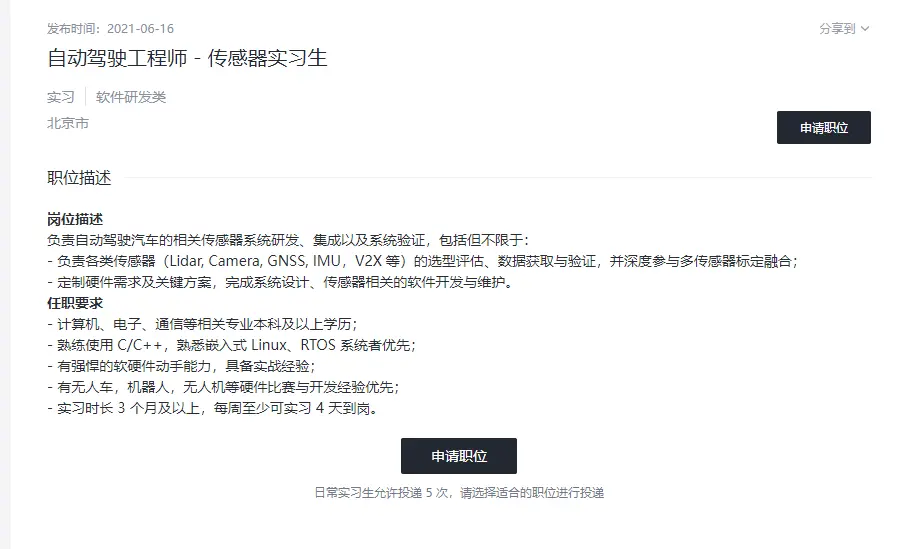 发布时间：2021-06-16
分享到
自动驾驶工程师 - 传感器实习生
实习 | 软件研发类
北京市
申请职位
职位描述
岗位描述
负责自动驾驶汽车的相关传感器系统研发、集成以及系统验证，包括但不限于：
- 负责各类传感器（Lidar, Camera, GNSS, IMU，V2X 等）的选型评估、数据获取与验证，并深度参与多传感器标定融合；
- 定制硬件需求及关键方案，完成系统设计、传感器相关的软件开发与维护。
任职要求
- 计算机、电子、通信等相关专业本科及以上学历；
- 熟练使用 C/C++，熟悉嵌入式 Linux、RTOS 系统者优先；
- 有强悍的软硬件动手能力，具备实战经验；
- 有无人车，机器人，无人机等硬件比赛与开发经验优先；
- 实习时长 3 个月及以上，每周至少可实习 4 天到岗。
申请职位
日常实习生允许投递 5 次，请选择适合的职位进行投递